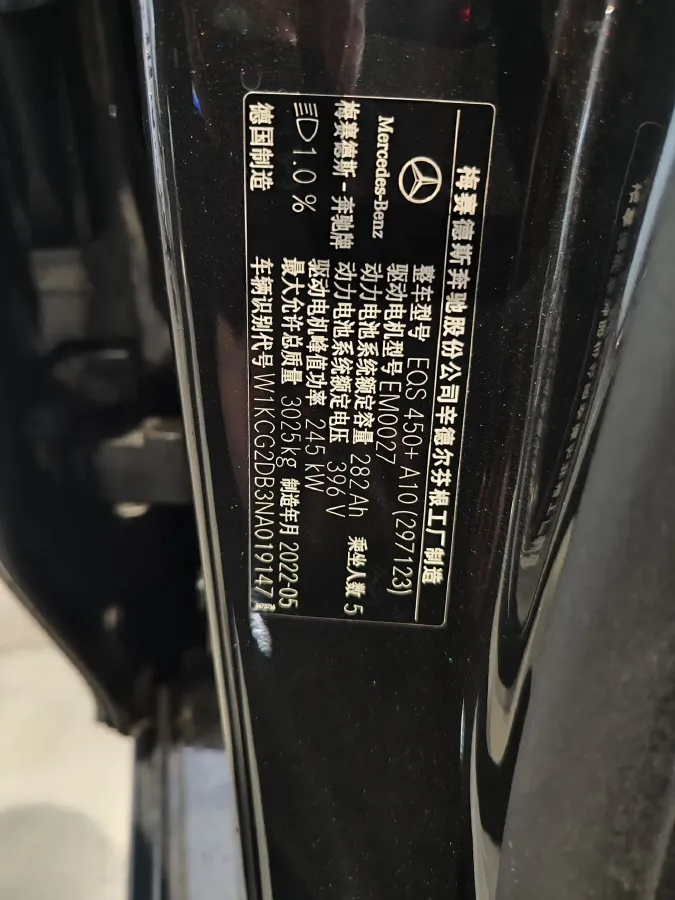 梅赛德斯奔驰股份公司辛德尔芬根工厂制造
Mercedes-Benz
梅赛德斯-奔驰牌
1.0 %
德国制造
整车型号 EQS 450+ A10 (297123)
驱动电机型号 EM0027
动力电池系统额定容量 282Ah 乘坐人数 5
动力电池系统额定电压 396 V
驱动电机峰值功率 245 kW
最大允许总质量 3025kg 制造年月 2022-05
车辆识别代号 W1KCG2DB3NA019147